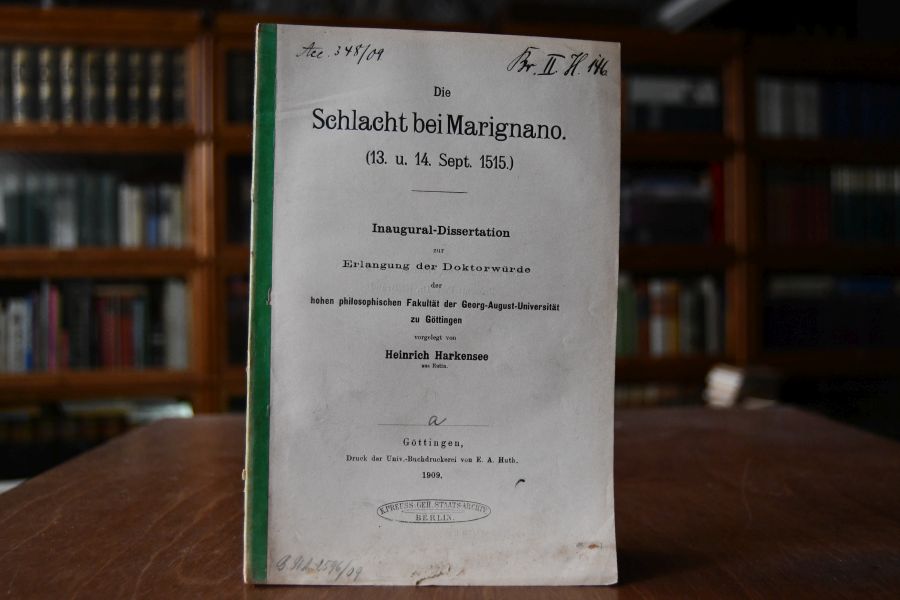 Acc. 348/09
Br. II. H. 146
Die
Schlacht bei Marignano.
(13. u. 14. Sept. 1515.)
Inaugural-Dissertation
zur
Erlangung der Doktorwürde
der
hohen philosophischen Fakultät der Georg-August-Universität
zu Göttingen
vorgelegt von
Heinrich Harkensee
aus Eutin.
a
Göttingen,
Druck der Univ.-Buchdruckerei von E. A. Huth.
1909.
K. PREUSS. GEH. STAATS-ARCHIV
BERLIN.